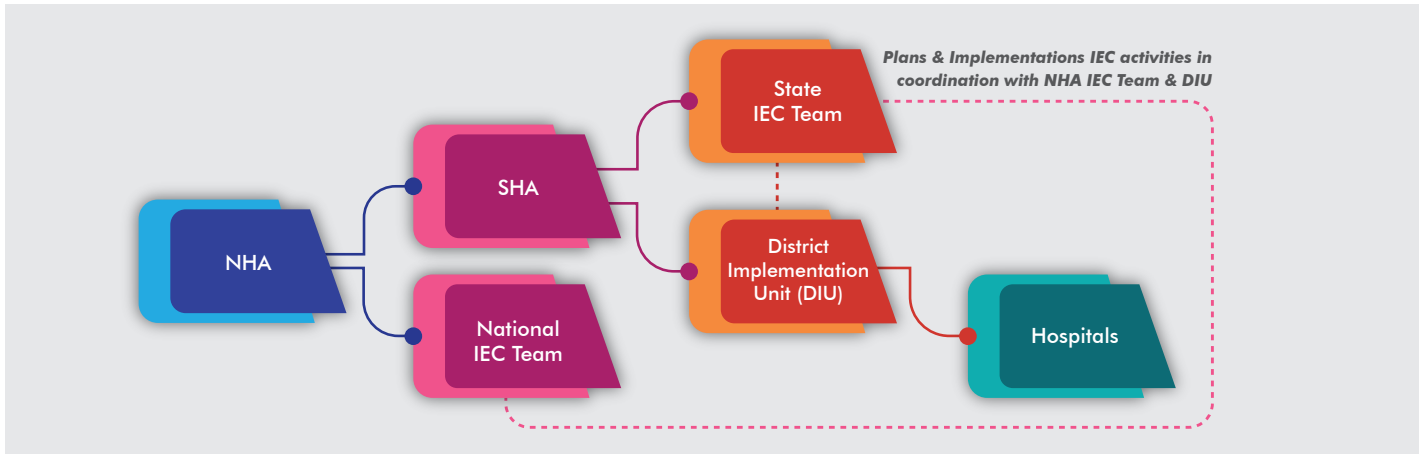 Plans & Implementations IEC activities in
coordination with NHA IEC Team & DIU
State
IEC Team
SHA
NHA
District
Implementation
Unit (DIU)
National
IEC Team
Hospitals